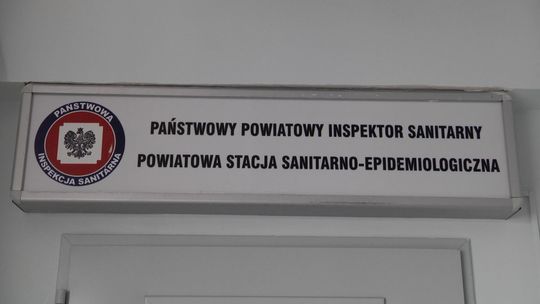 PAŃSTWOWA
INSPEKCJA SANITARNA
PAŃSTWOWY POWIATOWY INSPEKTOR SANITARNY
POWIATOWA STACJA SANITARNO-EPIDEMIOLOGICZNA